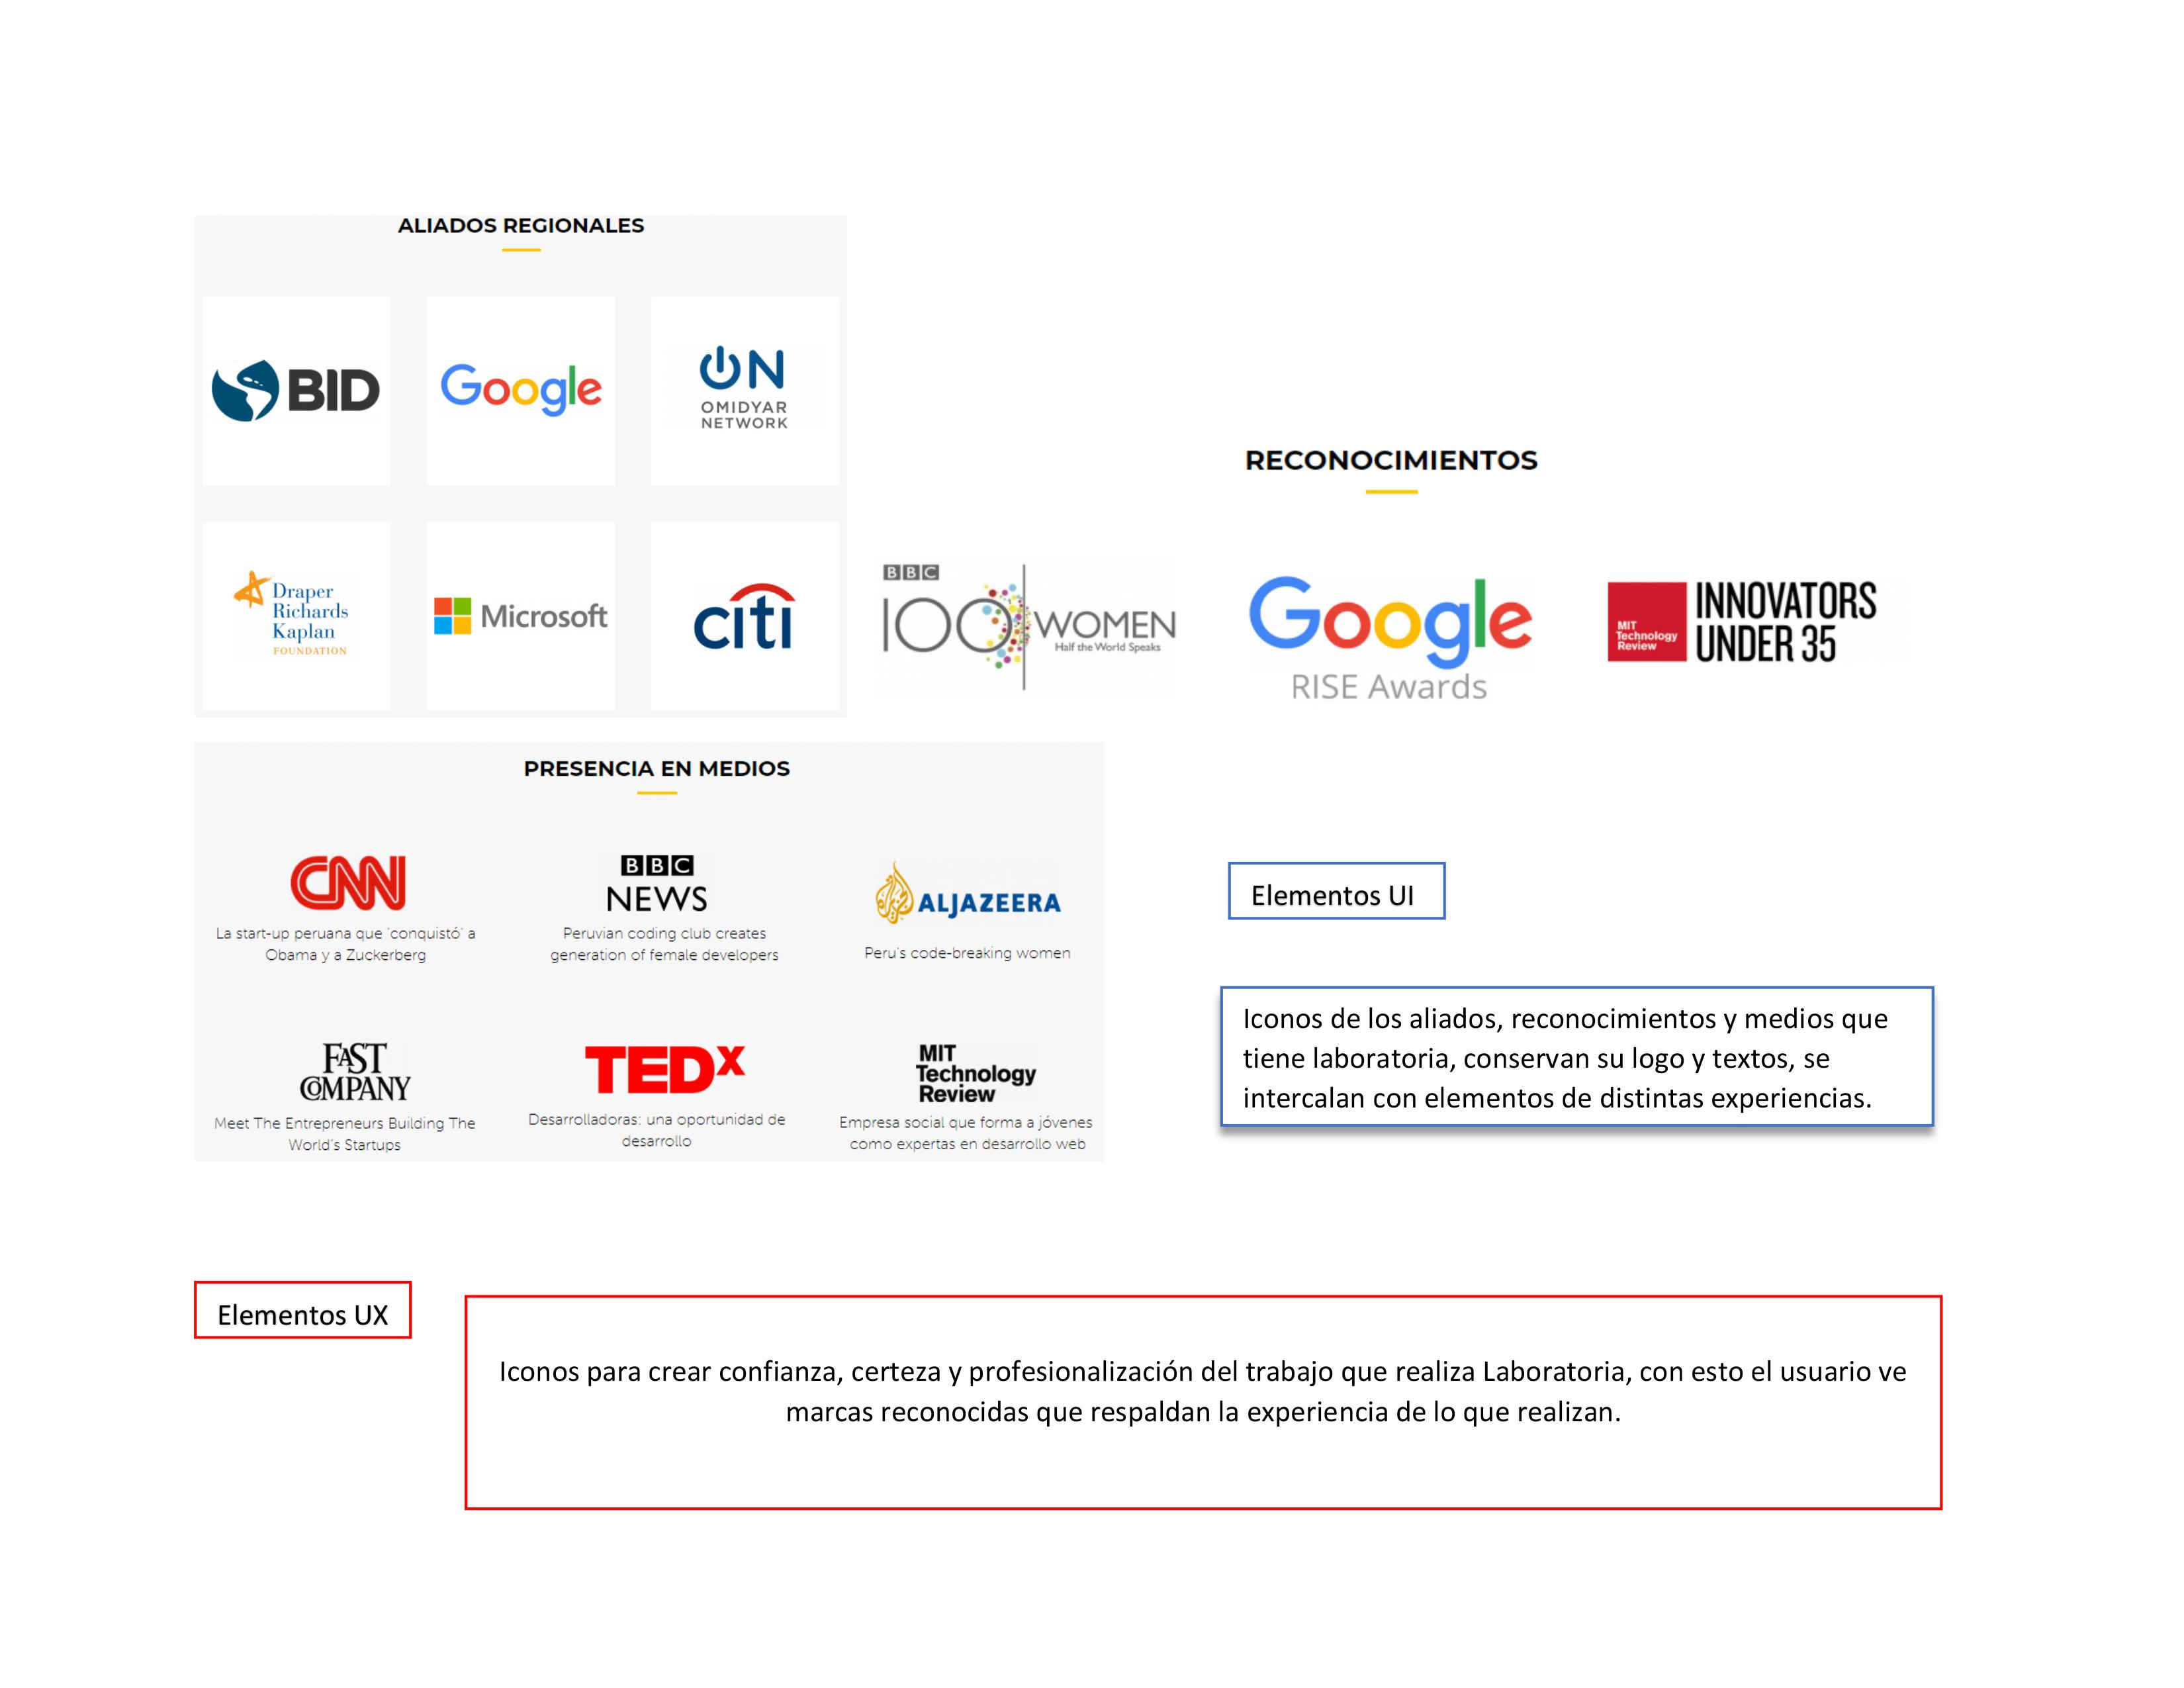 ALIADOS REGIONALES
BID
Google
ON
OMIDYAR
NETWORK
Draper
Richards
Kaplan
FOUNDATION
Microsoft
citi
RECONOCIMIENTOS
BBC
100 WOMEN
Half the World Speaks
Google
RISE Awards
MIT
Technology
Review
INNOVATORS
UNDER 35
PRESENCIA EN MEDIOS
CNN
La start-up peruana que ‘conquistó’ a
Obama y a Zuckerberg
BBC
NEWS
Peruvian coding club creates
generation of female developers
ALJAZEERA
Peru's code-breaking women
FAST
COMPANY
Meet The Entrepreneurs Building The
World's Startups
TEDx
Desarrolladoras: una oportunidad de
desarrollo
MIT
Technology
Review
Empresa social que forma a jóvenes
como expertas en desarrollo web
Elementos UI
Iconos de los aliados, reconocimientos y medios que
tiene laboratoria, conservan su logo y textos, se
intercalan con elementos de distintas experiencias.
Elementos UX
Iconos para crear confianza, certeza y profesionalización del trabajo que realiza Laboratoria, con esto el usuario ve
marcas reconocidas que respaldan la experiencia de lo que realizan.